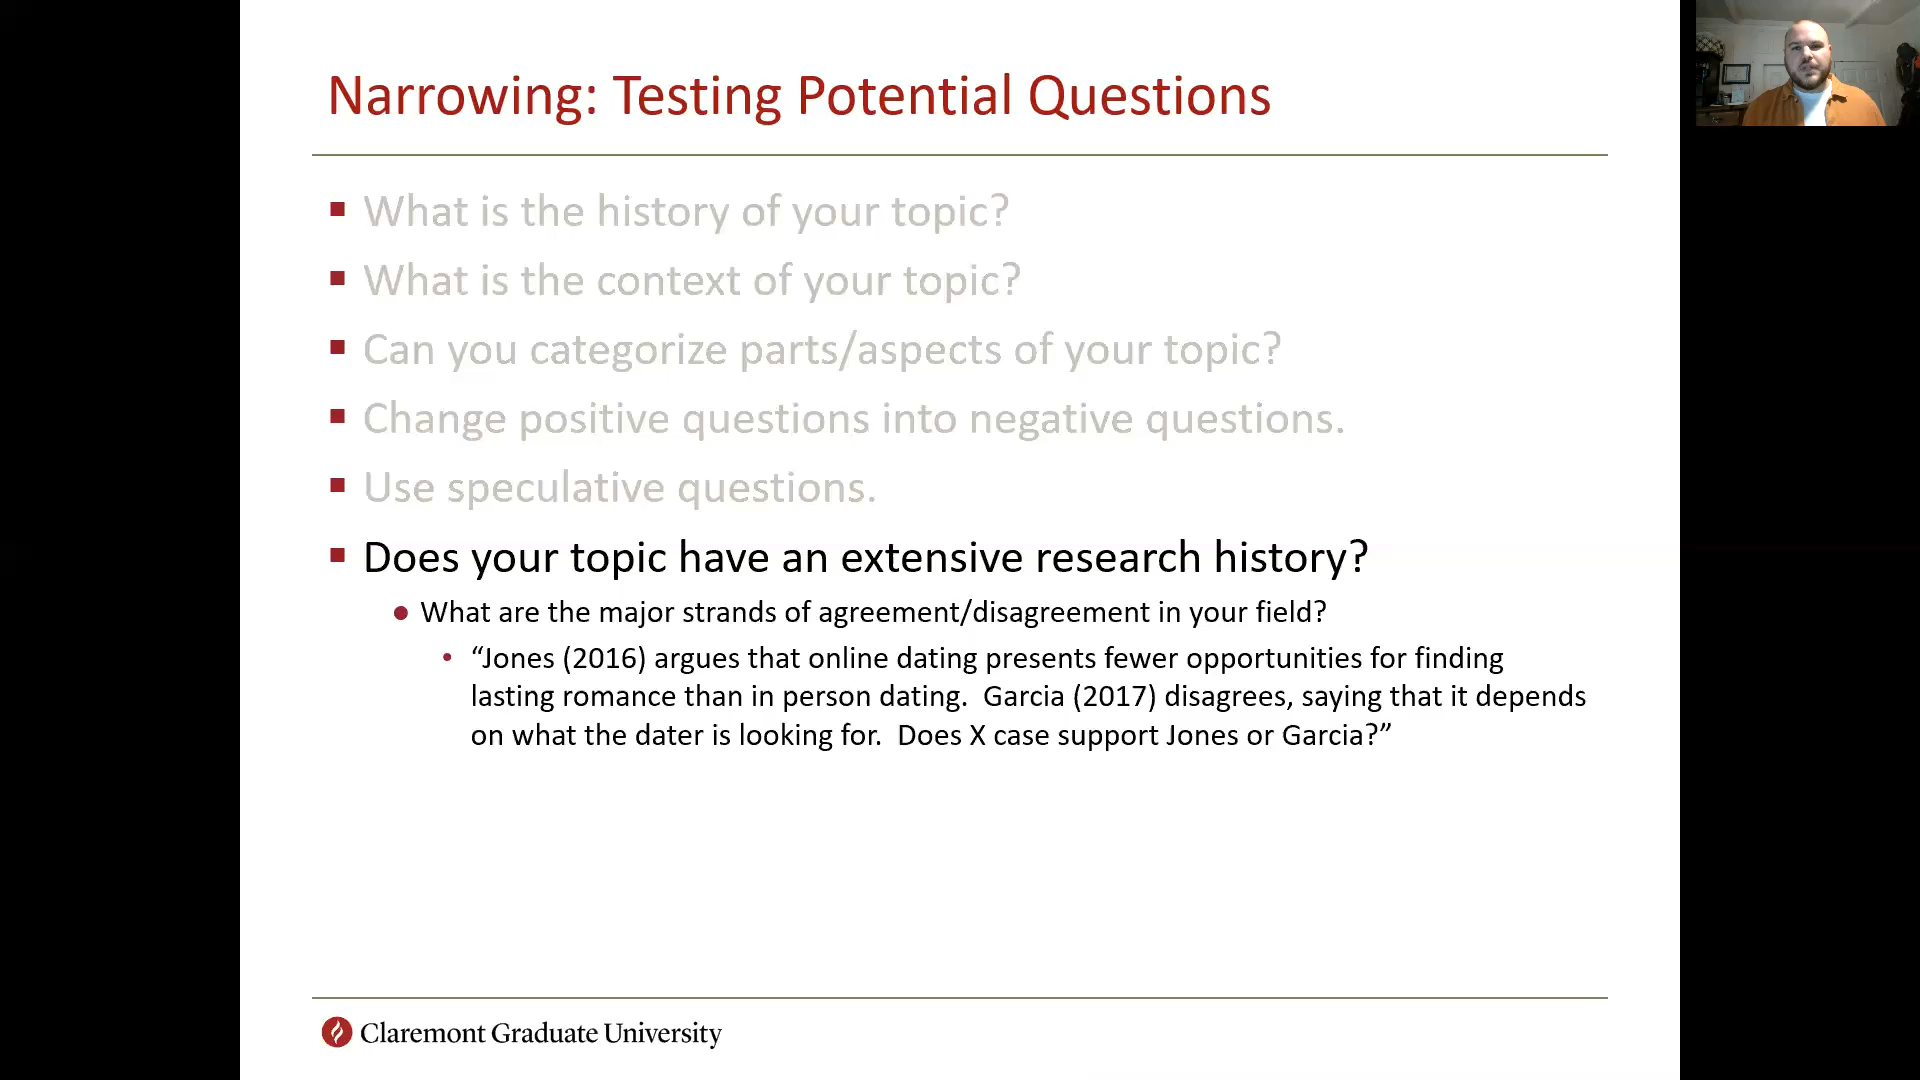 Narrowing: Testing Potential Questions
What is the history of your topic?
What is the context of your topic?
Can you categorize parts/aspects of your topic?
Change positive questions into negative questions.
Use speculative questions.
Does your topic have an extensive research history?
What are the major strands of agreement/disagreement in your field?
“Jones (2016) argues that online dating presents fewer opportunities for finding
lasting romance than in person dating.  Garcia (2017) disagrees, saying that it depends
on what the dater is looking for.  Does X case support Jones or Garcia?”
Claremont Graduate University